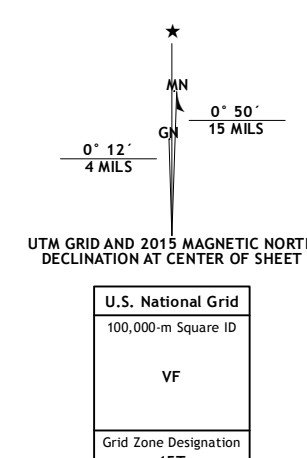 ★
MN
GN
0° 50´
15 MILS
0° 12´
4 MILS
UTM GRID AND 2015 MAGNETIC NORTH
DECLINATION AT CENTER OF SHEET
U.S. National Grid
100,000-m Square ID
VF
Grid Zone Designation